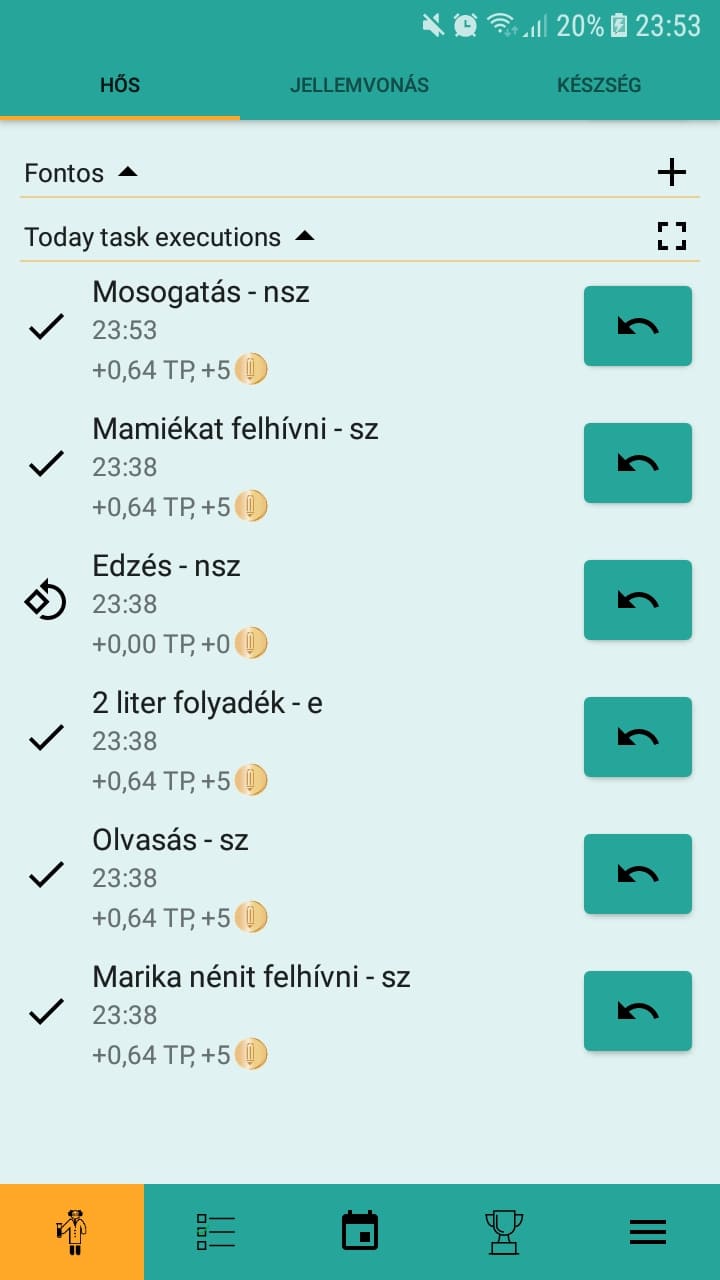 20% 23:53
HŐS JELLEMVONÁS KÉSZSÉG
Fontos
Today task executions
Mosogatás - nsz
23:53
+0,64 TP, +5
Mamiékat felhívni - sz
23:38
+0,64 TP, +5
Edzés - nsz
23:38
+0,00 TP, +0
2 liter folyadék - e
23:38
+0,64 TP, +5
Olvasás - sz
23:38
+0,64 TP, +5
Marika nénit felhívni - sz
23:38
+0,64 TP, +5